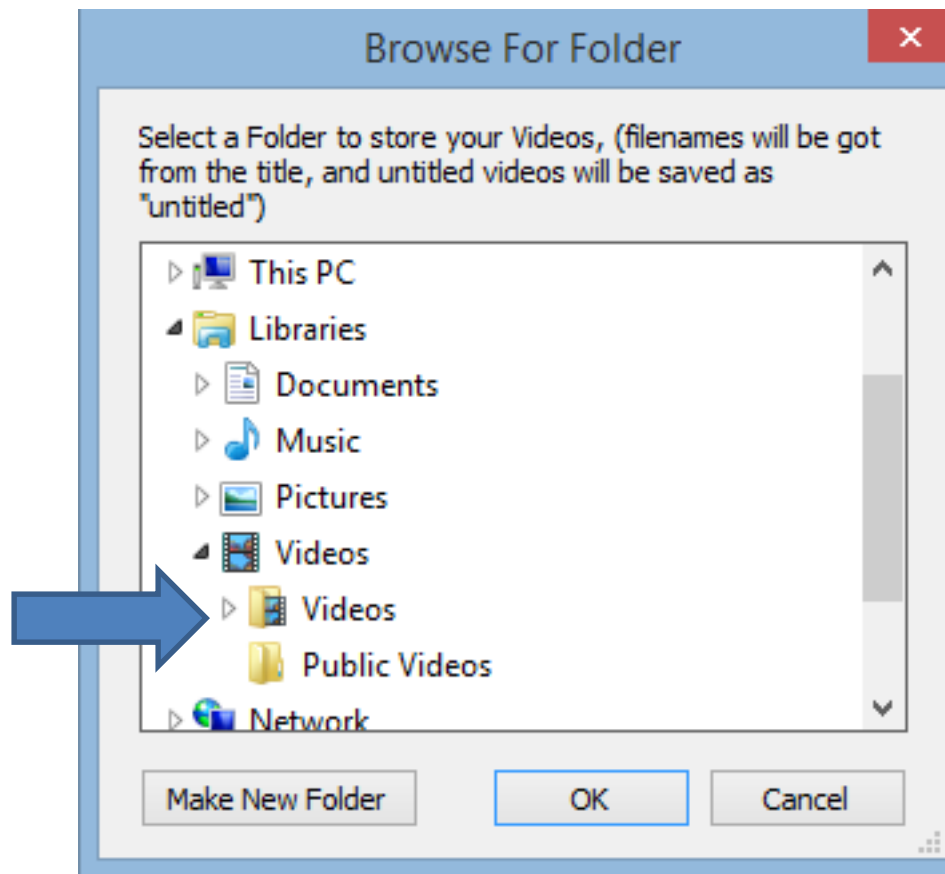 Browse For Folder
Select a Folder to store your Videos, (filenames will be got
from the title, and untitled videos will be saved as
"untitled")
This PC
Libraries
Documents
Music
Pictures
Videos
Videos
Public Videos
Network
Make New Folder OK Cancel